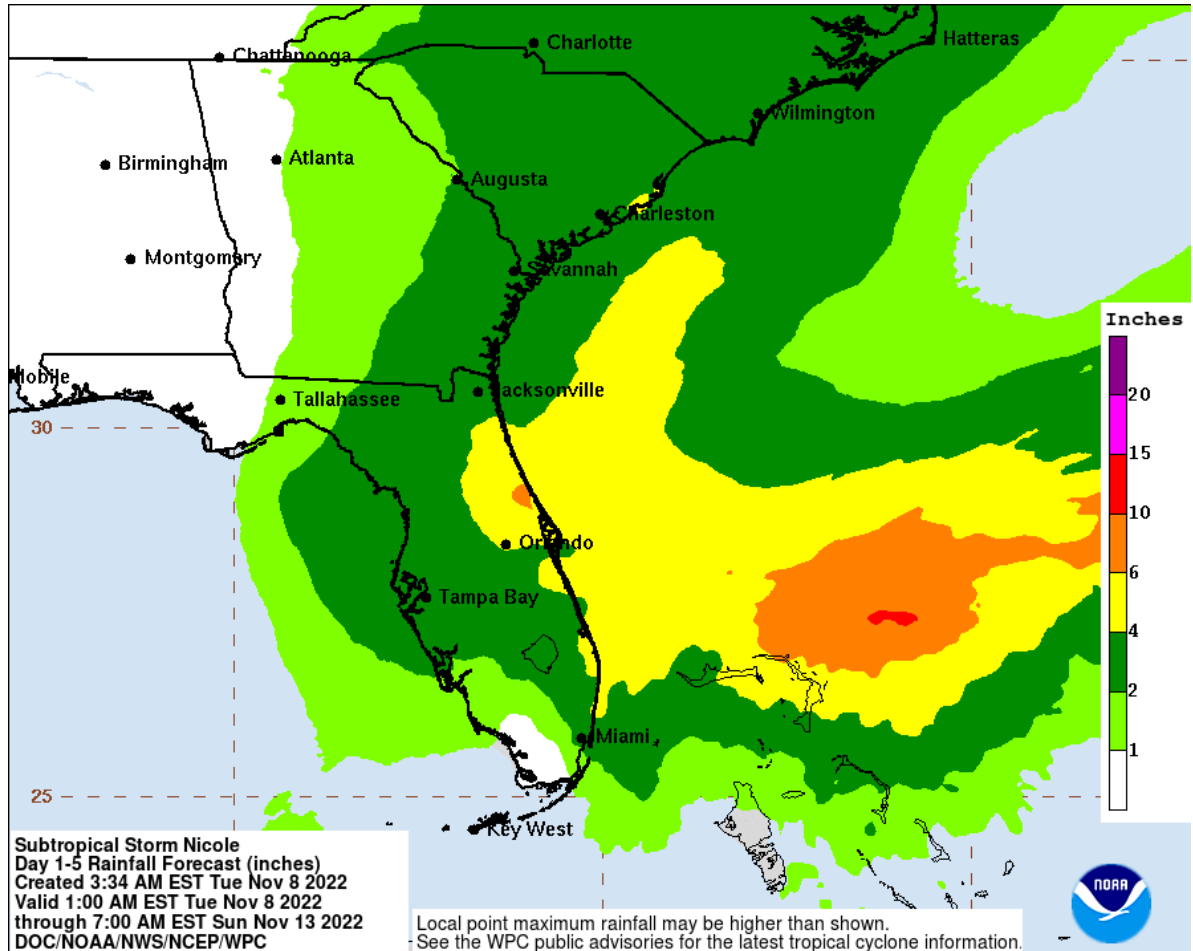 Charlotte
Hatteras
Chattanooga
Wilmington
Birmingham
Atlanta
Augusta
Charleston
Montgomery
Savannah
Inches
Mobile
Jacksonville
20
Tallahassee
30
15
10
Orlando
6
Tampa Bay
4
2
Miami
1
25
Key West
Subtropical Storm Nicole
Day 1-5 Rainfall Forecast (inches)
Created 3:34 AM EST Tue Nov 8 2022
Valid 1:00 AM EST Tue Nov 8 2022
through 7:00 AM EST Sun Nov 13 2022
DOC/NOAA/NWS/NCEP/WPC
Local point maximum rainfall may be higher than shown.
See the WPC public advisories for the latest tropical cyclone information.
NOAA